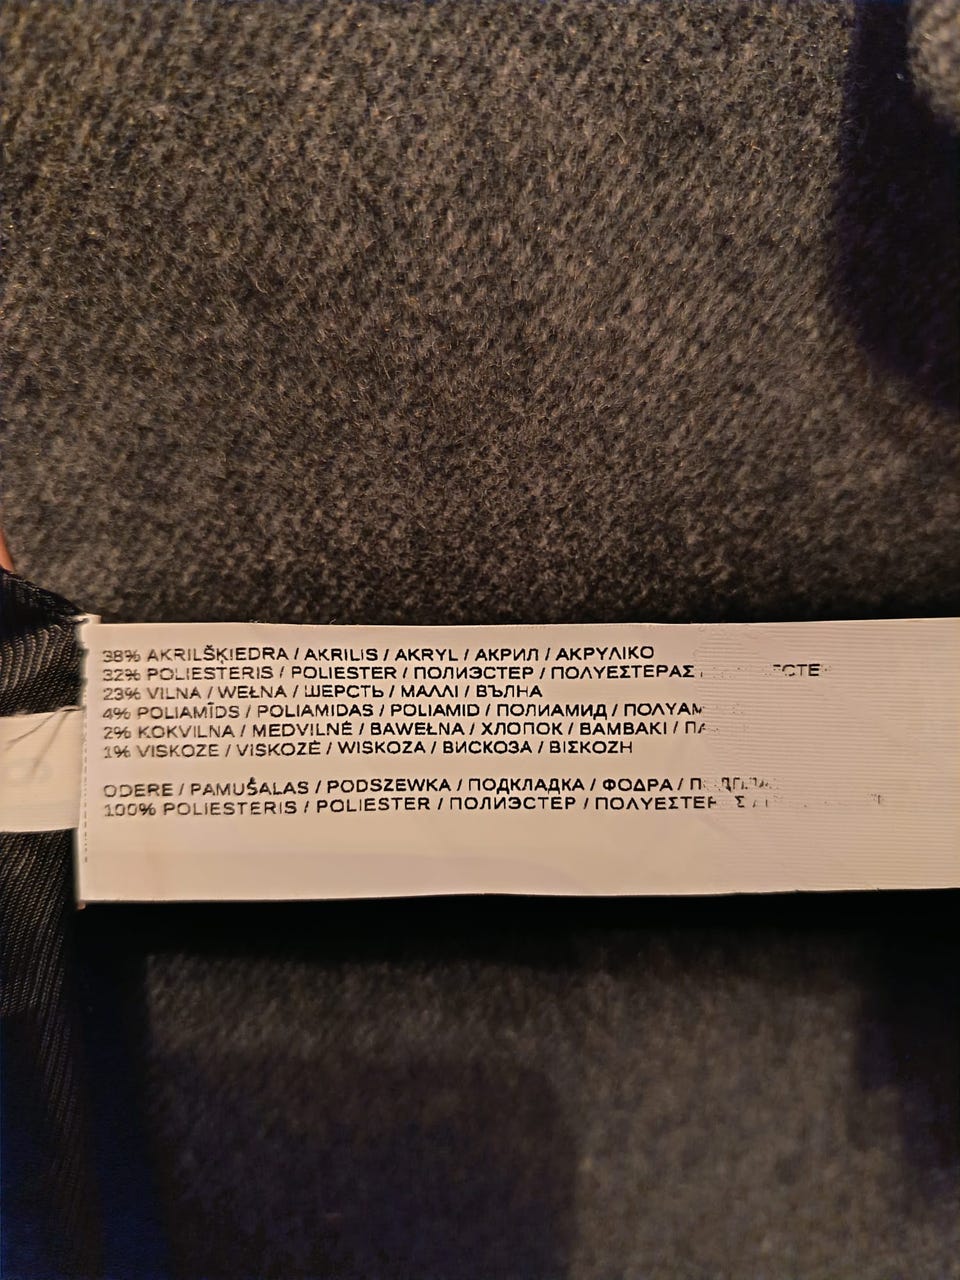 38% AKRILŠĶIEDRA / AKRILIS / AKRYL / АКРИЛ / ΑΚΡΥΛΙΚΟ
32% POLIESTERIS / POLIESTER / ПОЛИЭСТЕР / ΠΟΛΥΕΣΤΕΡΑΣ
23% VILNA / WEŁNA / ШЕРСТЬ / ΜΑΛΛΙ / ВЪЛНА
4% POLIAMĪDS / POLIAMIDAS / POLIAMID / ПОЛИАМИД /
2% KOKVILNA / MEDVILNĖ / BAWEŁNA / ХЛОПОК / ΒΑΜΒΑΚΙ /
1% VISKOZE / VISKOZĖ / WISKOZA / ВИСКОЗА / ΒΙΣΚΟΖΗ
ODERE / PAMUŠALAS / PODSZEWKA / ПОДКЛАДКА / ΦΟΔΡΑ /
100% POLIESTERIS / POLIESTER / ПОЛИЭСТЕР /